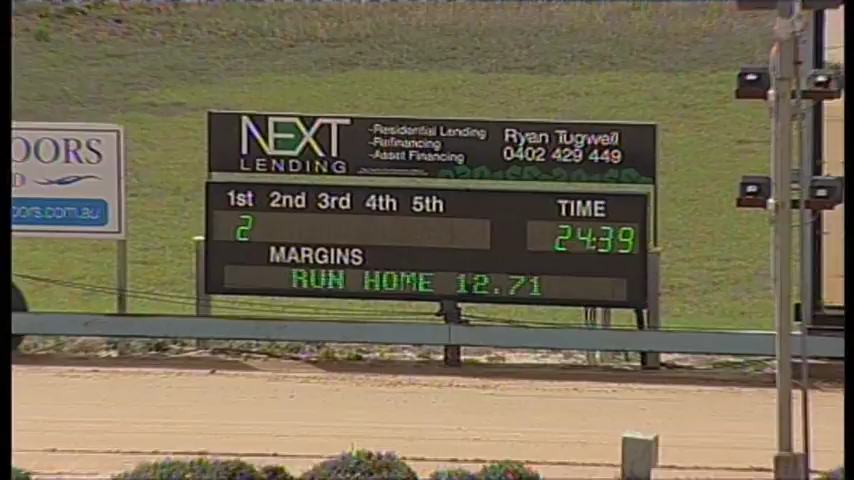 OORS
D
oors.com.au
NEXT
LENDING
-Residential Lending
-Refinancing
-Asset Financing
Ryan Tugwell
0402 429 449
1st 2nd 3rd 4th 5th
TIME
2
24:39
MARGINS
RUN HOME 12.71